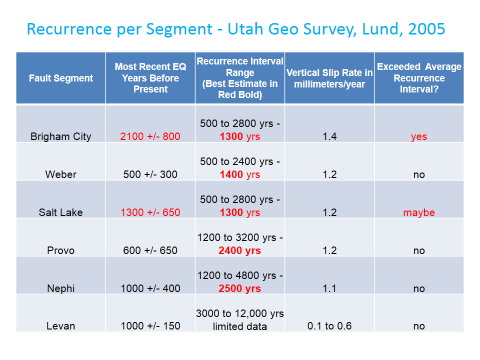 Recurrence per Segment - Utah Geo Survey, Lund, 2005
Fault Segment
Most Recent EQ
Years Before
Present
Recurrence Interval
Range
(Best Estimate in
Red Bold)
Vertical Slip Rate in
millimeters/year
Exceeded Average
Recurrence
Interval?
Brigham City
2100 +/- 800
500 to 2800 yrs -
1300 yrs
1.4
yes
Weber
500 +/- 300
500 to 2400 yrs -
1400 yrs
1.2
no
Salt Lake
1300 +/- 650
500 to 2800 yrs -
1300 yrs
1.2
maybe
Provo
600 +/- 650
1200 to 3200 yrs -
2400 yrs
1.2
no
Nephi
1000 +/- 400
1200 to 4800 yrs -
2500 yrs
1.1
no
Levan
1000 +/- 150
3000 to 12,000 yrs
limited data
0.1 to 0.6
no